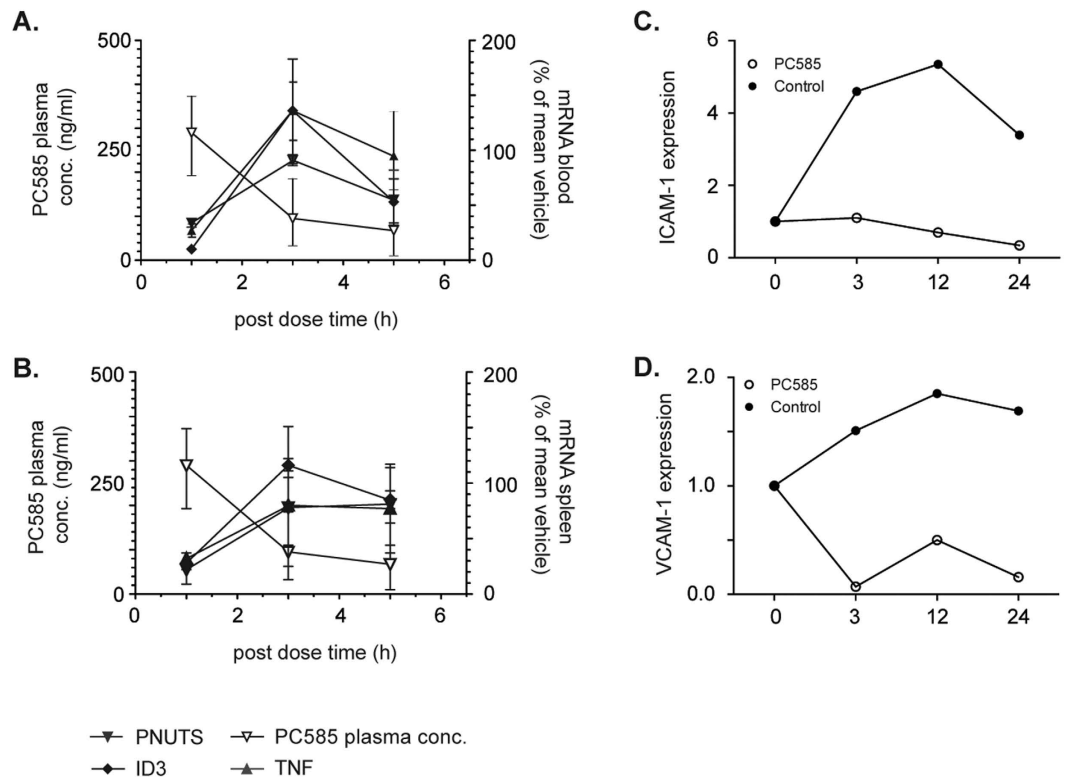 A.
500
250
0
PC585 plasma
conc. (ng/ml)
200
100
0
mRNA blood
(% of mean vehicle)
0 2 4 6
post dose time (h)
B.
500
250
0
PC585 plasma
conc. (ng/ml)
200
100
0
mRNA spleen
(% of mean vehicle)
0 2 4 6
post dose time (h)
PNUTS
PC585 plasma conc.
ID3
TNF
C.
6
4
2
0
ICAM-1 expression
PC585
Control
0 3 12 24
D.
2.0
1.0
0.0
VCAM-1 expression
PC585
Control
0 3 12 24